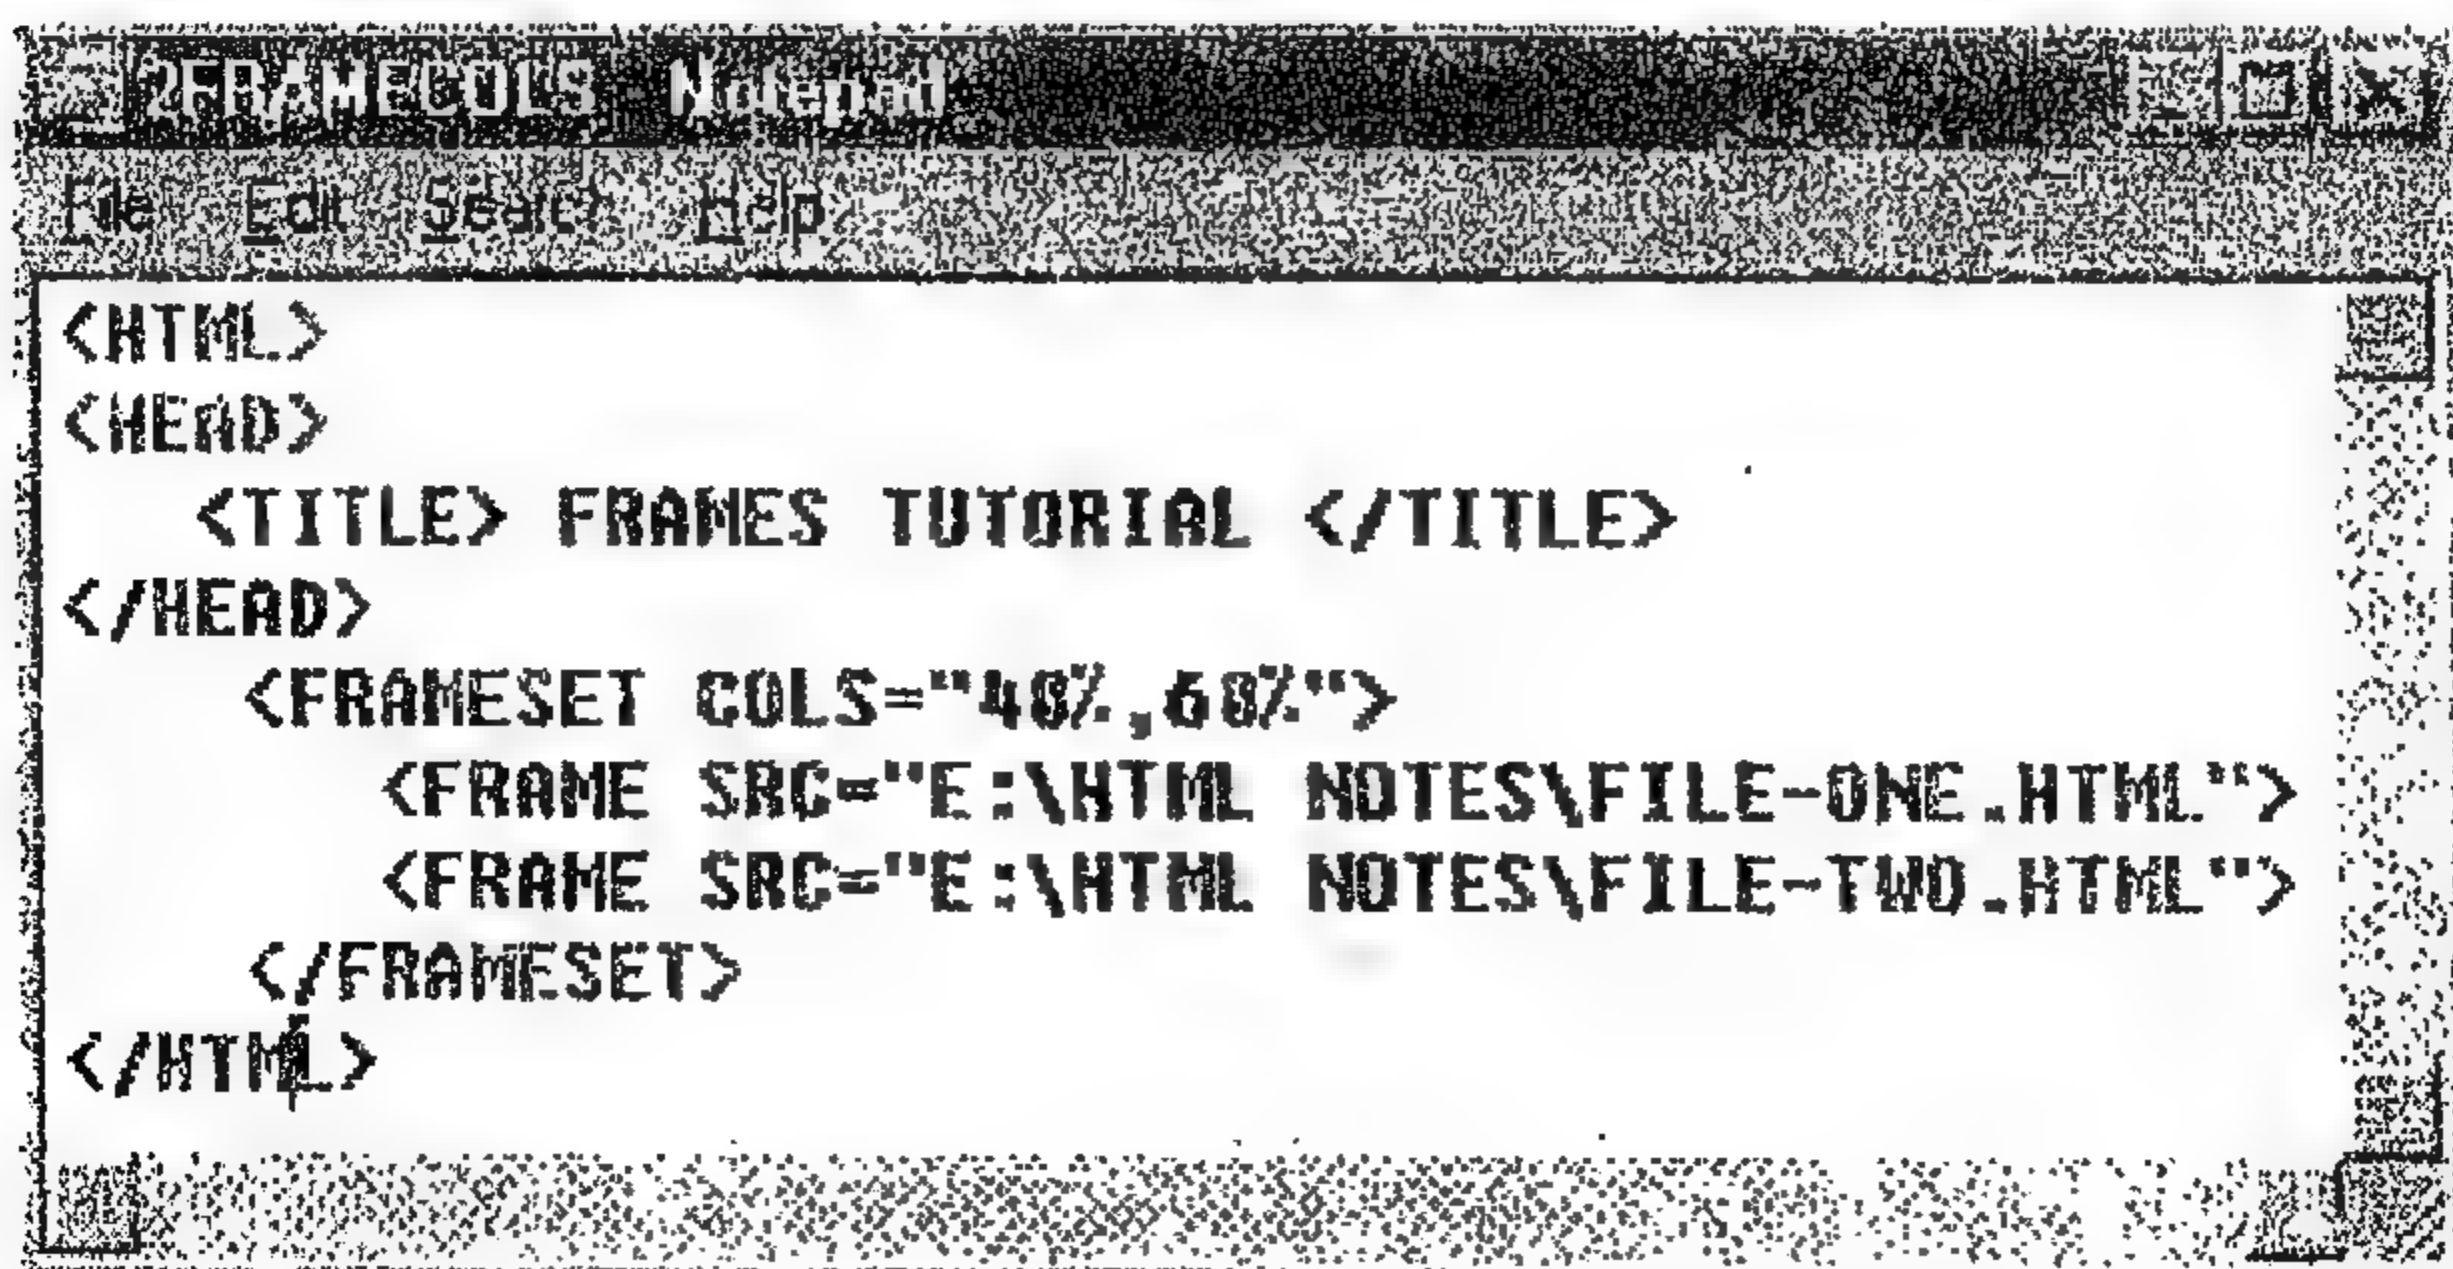 2FRAMECOLS - Notepad
File Edit Search Help
<HTML>
<HEAD>
<TITLE> FRAMES TUTORIAL </TITLE>
</HEAD>
<FRAMESET COLS="40%,60%">
<FRAME SRC="E:\HTML NOTES\FILE-ONE.HTML">
<FRAME SRC="E:\HTML NOTES\FILE-TWO.HTML">
</FRAMESET>
</HTML>